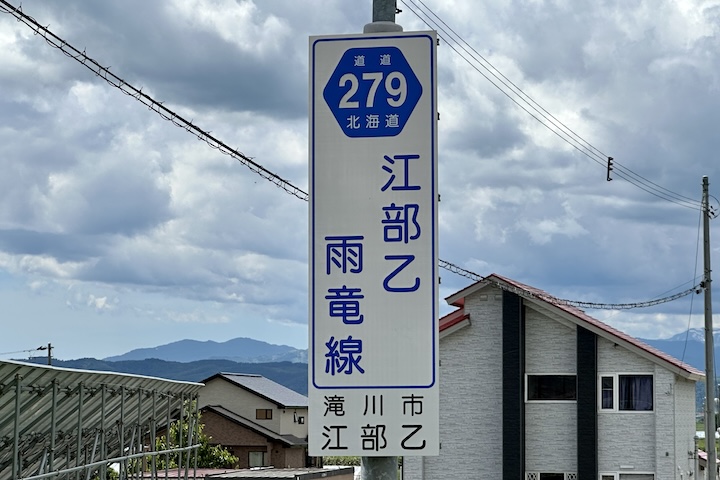 道道
279
北海道
江部乙
雨竜線
滝川市
江部乙